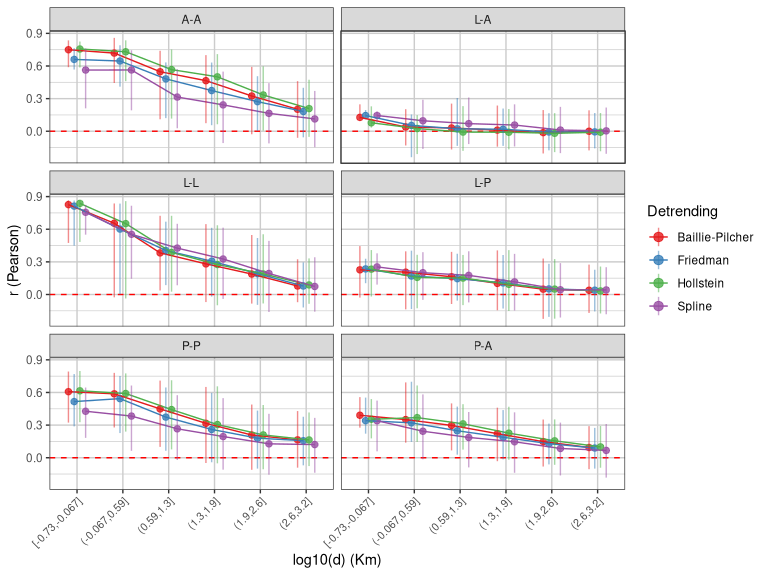 A-A
L-A
0.9
0.6
0.3
0.0
L-L
L-P
0.9
0.6
0.3
0.0
P-P
P-A
0.9
0.6
0.3
0.0
r (Pearson)
[-0.73,-0.067]
(-0.067,0.59]
(0.59,1.3]
(1.3,1.9]
(1.9,2.6]
(2.6,3.2]
[-0.73,-0.067]
(-0.067,0.59]
(0.59,1.3]
(1.3,1.9]
(1.9,2.6]
(2.6,3.2]
log10(d) (Km)
Detrending
Baillie-Pilcher
Friedman
Hollstein
Spline